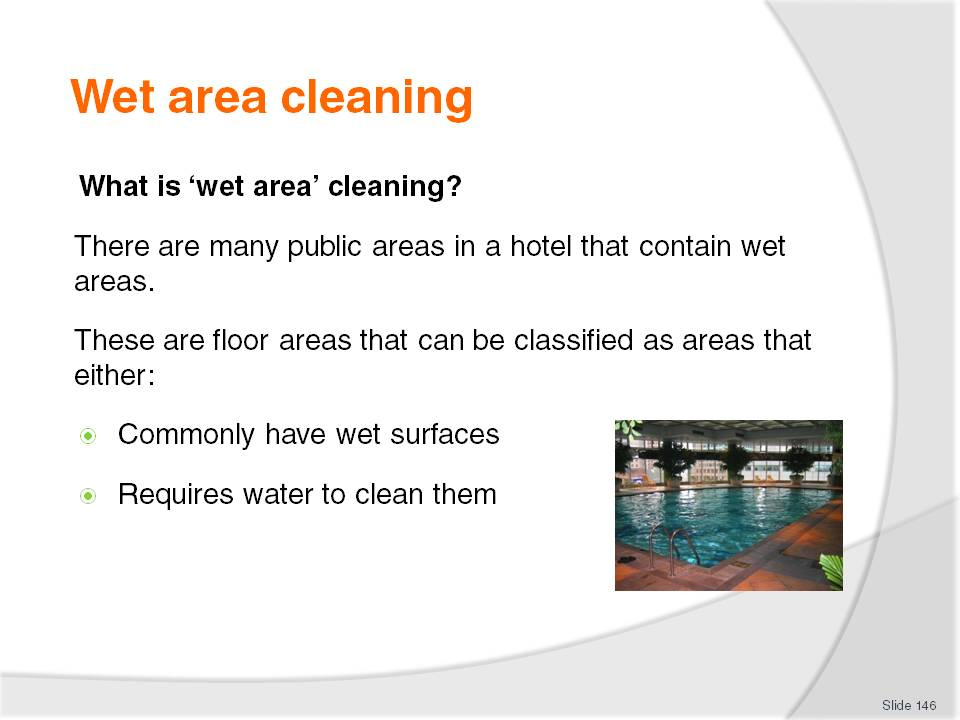 Wet area cleaning
What is ‘wet area’ cleaning?
There are many public areas in a hotel that contain wet
areas.
These are floor areas that can be classified as areas that
either:
Commonly have wet surfaces
Requires water to clean them
Slide 146